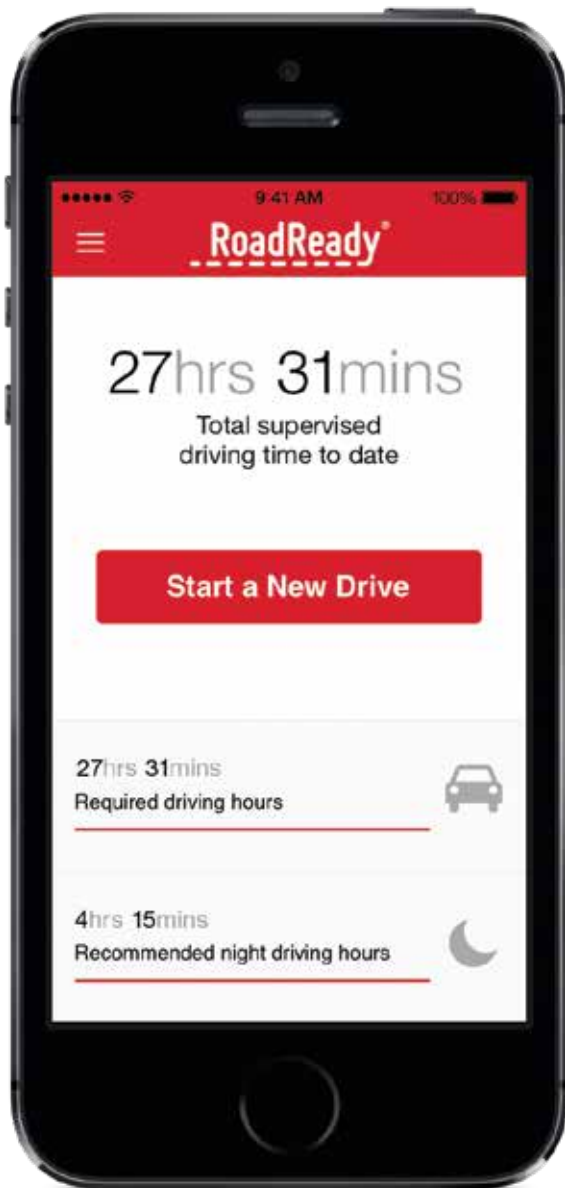 9:41 AM
100%
RoadReady®
27hrs 31mins
Total supervised
driving time to date
Start a New Drive
27hrs 31mins
Required driving hours
4hrs 15mins
Recommended night driving hours